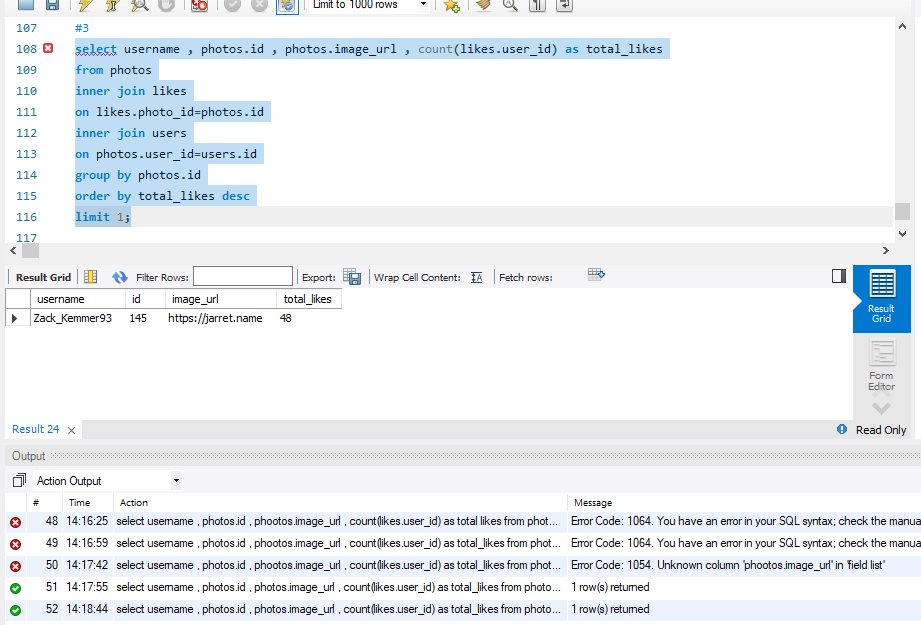 Limit to 1000 rows
107 #3
108 select username , photos.id , photos.image_url , count(likes.user_id) as total_likes
109 from photos
110 inner join likes
111 on likes.photo_id=photos.id
112 inner join users
113 on photos.user_id=users.id
114 group by photos.id
115 order by total_likes desc
116 limit 1;
117
Result Grid Filter Rows: Export: Wrap Cell Content: Fetch rows:
username id image_url total_likes
Zack_Kemmer93 145 https://jarret.name 48
Result Grid
Form Editor
Result 24 Read Only
Output
Action Output
# Time Action Message
48 14:16:25 select username , photos.id , phootos.image_url , count(likes.user_id) as total likes from phot... Error Code: 1064. You have an error in your SQL syntax; check the manua
49 14:16:59 select username , photos.id , phootos.image_url , count(likes.user_id) as total_likes from phot... Error Code: 1064. You have an error in your SQL syntax; check the manua
50 14:17:42 select username , photos.id , phootos.image_url , count(likes.user_id) as total_likes from phot... Error Code: 1054. Unknown column 'phootos.image_url' in 'field list'
51 14:17:55 select username , photos.id , photos.image_url , count(likes.user_id) as total_likes from photo... 1 row(s) returned
52 14:18:44 select username , photos.id , photos.image_url , count(likes.user_id) as total_likes from photo... 1 row(s) returned